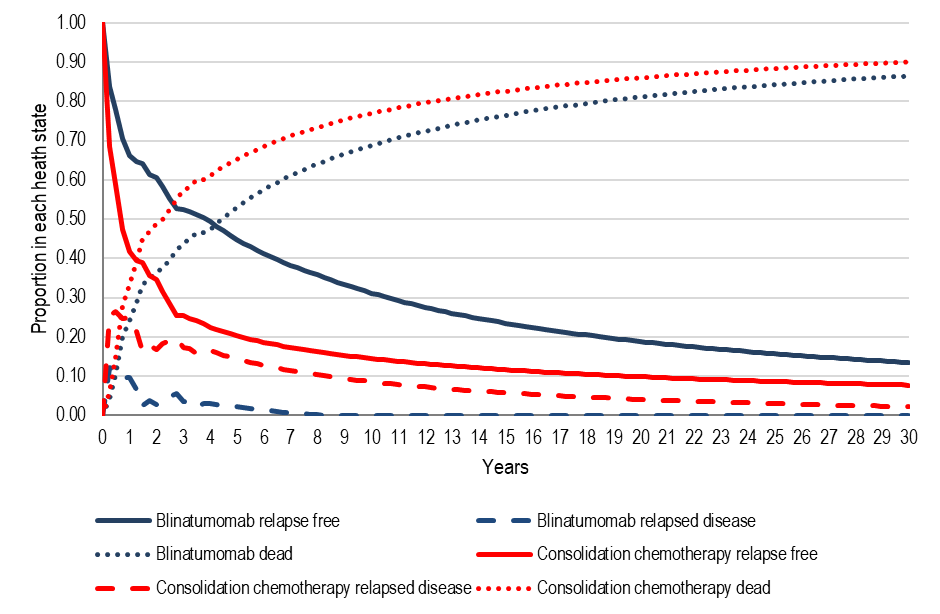 1.00
0.90
0.80
0.70
0.60
0.50
0.40
0.30
0.20
0.10
0.00
Proportion in each heath state
0 1 2 3 4 5 6 7 8 9 10 11 12 13 14 15 16 17 18 19 20 21 22 23 24 25 26 27 28 29 30
Years
Blinatumomab relapse free
Blinatumomab relapsed disease
Blinatumomab dead
Consolidation chemotherapy relapse free
Consolidation chemotherapy relapsed disease
Consolidation chemotherapy dead